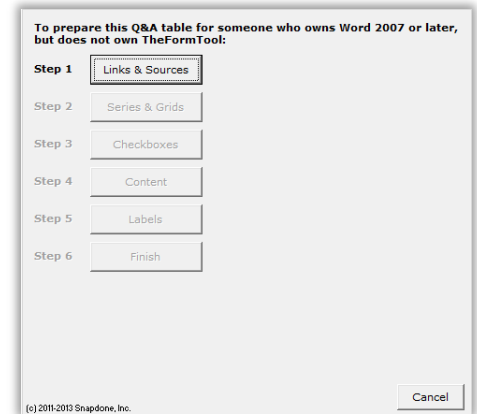 To prepare this Q&A table for someone who owns Word 2007 or later,
but does not own TheFormTool:
Step 1 Links & Sources
Step 2 Series & Grids
Step 3 Checkboxes
Step 4 Content
Step 5 Labels
Step 6 Finish
Cancel
(c) 2011-2013 Snapdone, Inc.